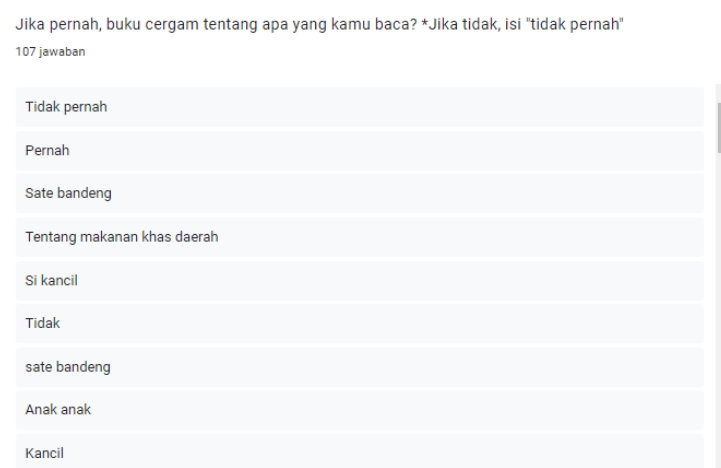 Jika pernah, buku cergam tentang apa yang kamu baca? *Jika tidak, isi "tidak pernah"
107 jawaban
Tidak pernah
Pernah
Sate bandeng
Tentang makanan khas daerah
Si kancil
Tidak
sate bandeng
Anak anak
Kancil